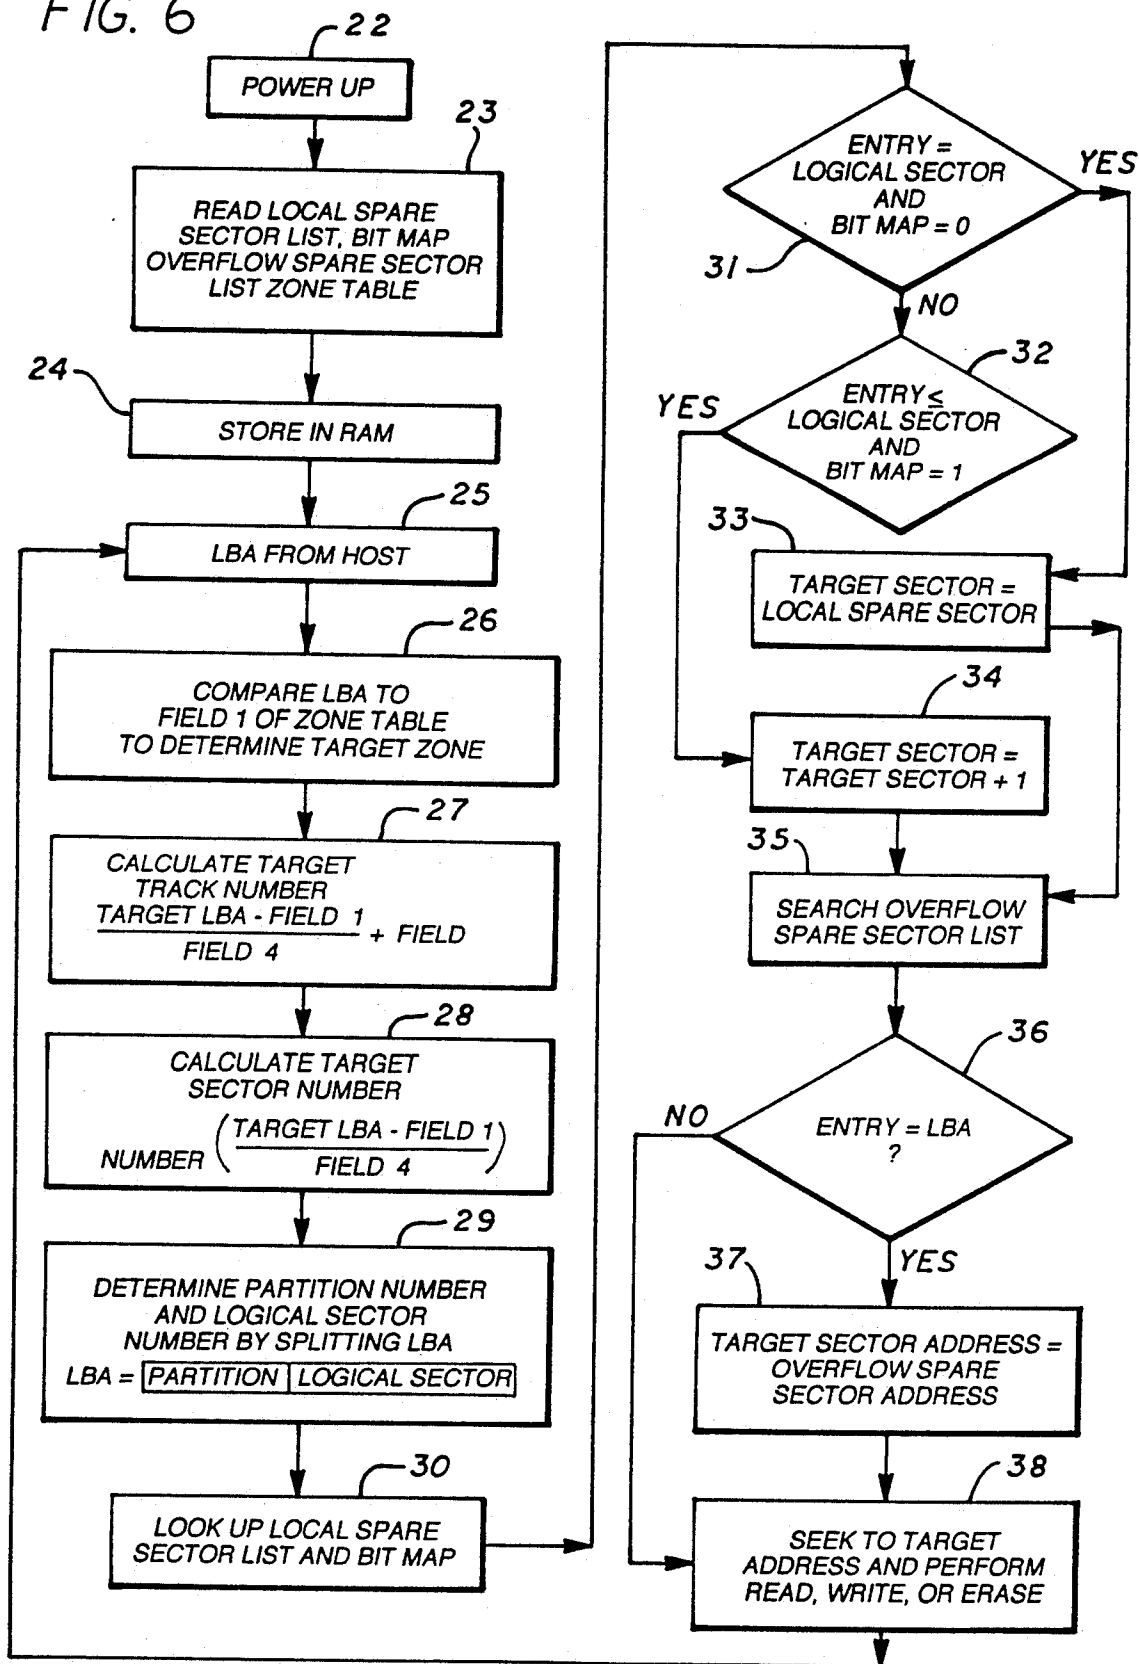 FIG. 6
22
POWER UP
23
READ LOCAL SPARE
SECTOR LIST, BIT MAP
OVERFLOW SPARE SECTOR
LIST ZONE TABLE
24
STORE IN RAM
25
LBA FROM HOST
26
COMPARE LBA TO
FIELD 1 OF ZONE TABLE
TO DETERMINE TARGET ZONE
27
CALCULATE TARGET
TRACK NUMBER
TARGET LBA - FIELD 1
+ FIELD
FIELD 4
28
CALCULATE TARGET
SECTOR NUMBER
NUMBER (TARGET LBA - FIELD 1)
FIELD 4
29
DETERMINE PARTITION NUMBER
AND LOGICAL SECTOR
NUMBER BY SPLITTING LBA
LBA = PARTITION LOGICAL SECTOR
30
LOOK UP LOCAL SPARE
SECTOR LIST AND BIT MAP
ENTRY =
LOGICAL SECTOR
AND
BIT MAP = 0
YES
31
NO
32
ENTRY ≤
LOGICAL SECTOR
AND
BIT MAP = 1
YES
33
TARGET SECTOR =
LOCAL SPARE SECTOR
34
TARGET SECTOR =
TARGET SECTOR + 1
35
SEARCH OVERFLOW
SPARE SECTOR LIST
36
ENTRY = LBA
?
NO
YES
37
TARGET SECTOR ADDRESS =
OVERFLOW SPARE
SECTOR ADDRESS
38
SEEK TO TARGET
ADDRESS AND PERFORM
READ, WRITE, OR ERASE